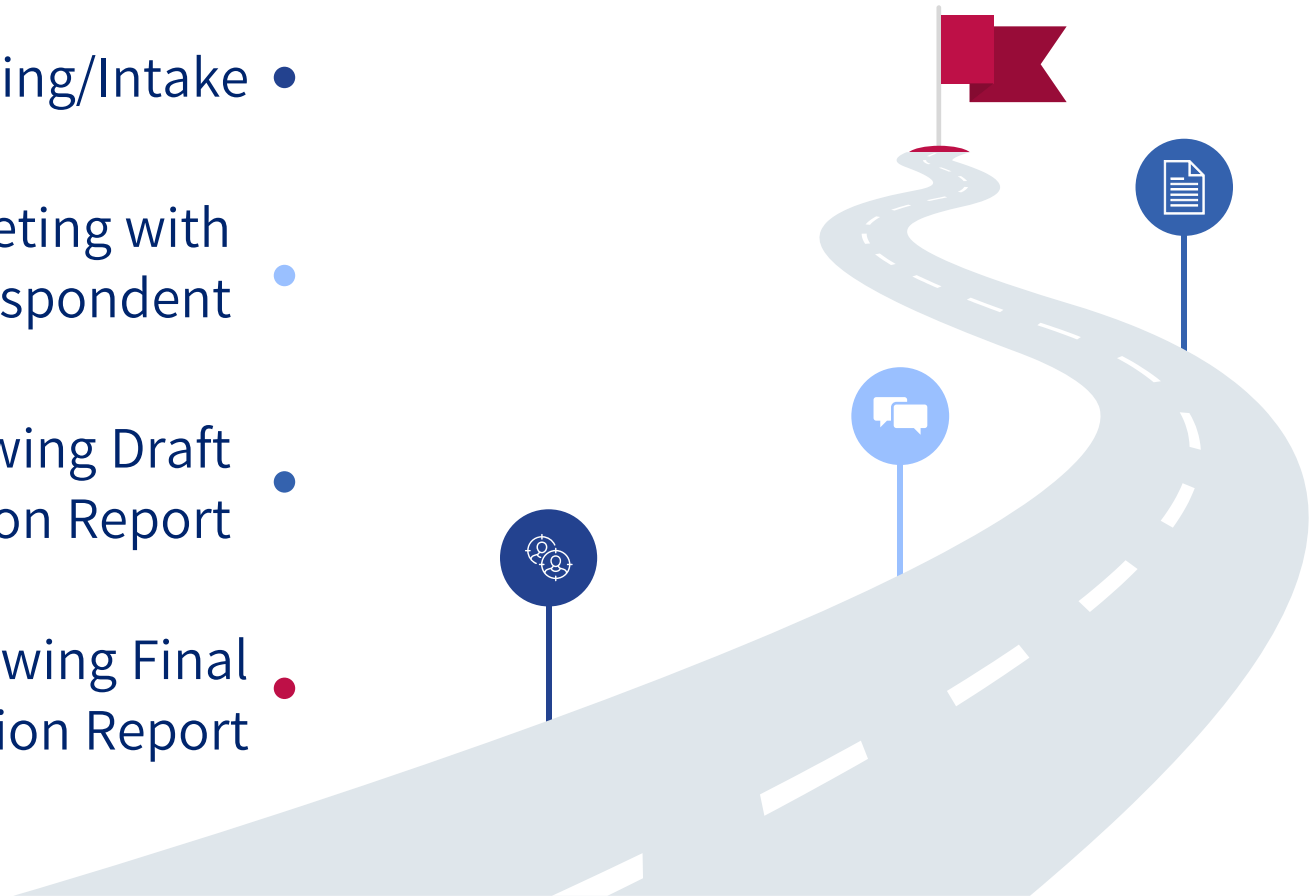 ing/Intake
eting with
spondent
wing Draft
on Report
wing Final
ion Report